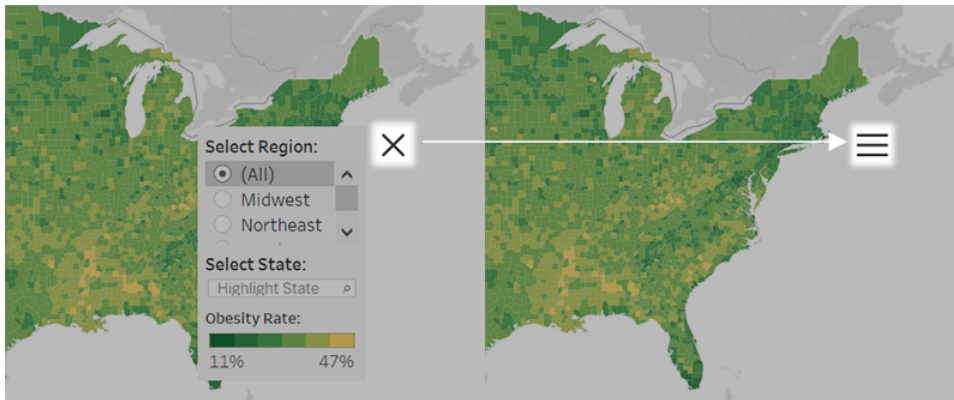 Select Region:
(All)
Midwest
Northeast
Select State:
Highlight State
Obesity Rate:
11% 47%